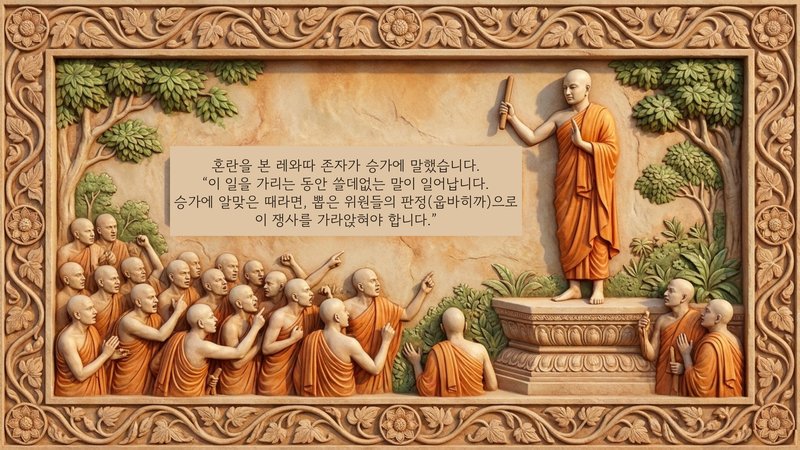 혼란을 본 레와따 존자가 승가에 말했습니다.
“이 일을 가리는 동안 쓸데없는 말이 일어납니다.
승가에 알맞은 때라면, 뽑은 위원들의 판정(웁바히까)으로
이 쟁사를 가라앉혀야 합니다.”